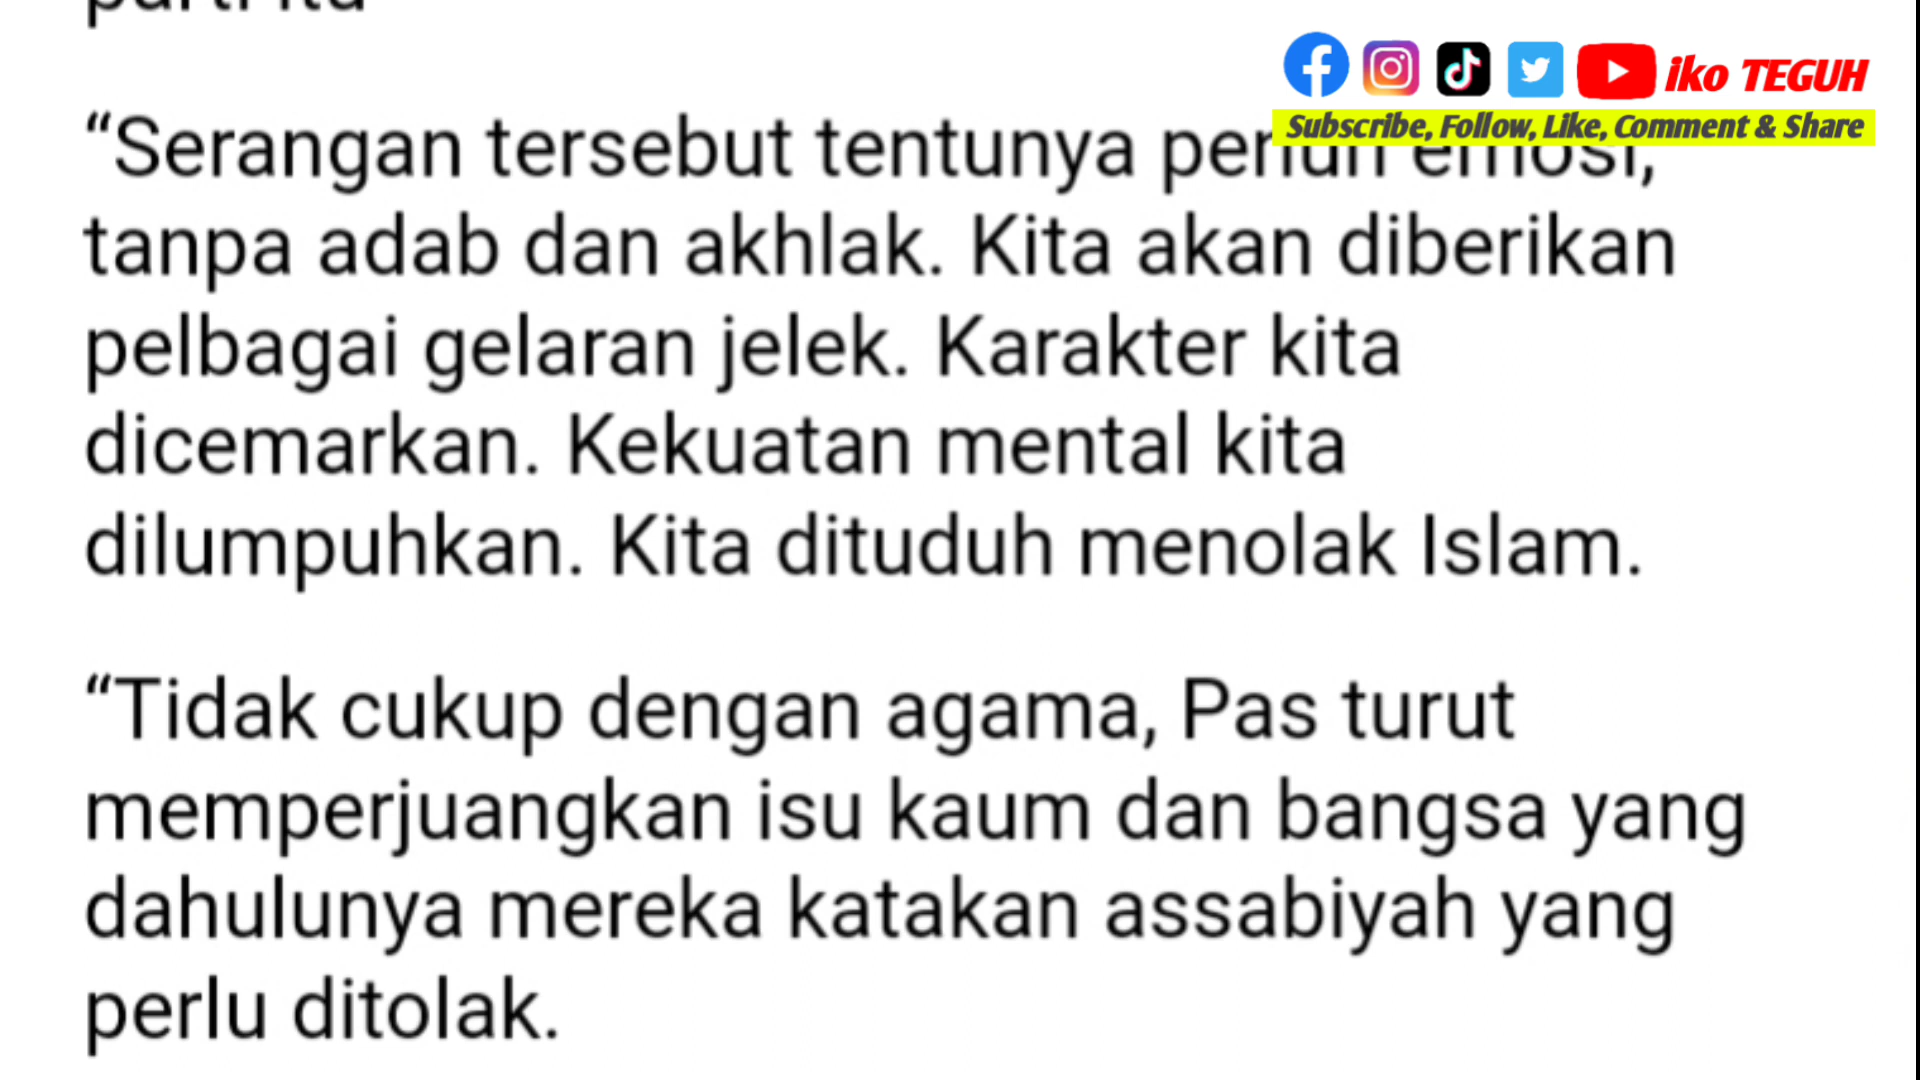 iko TEGUH
Subscribe, Follow, Like, Comment & Share
“Serangan tersebut tentunya penuh emosi,
tanpa adab dan akhlak. Kita akan diberikan
pelbagai gelaran jelek. Karakter kita
dicemarkan. Kekuatan mental kita
dilumpuhkan. Kita dituduh menolak Islam.
“Tidak cukup dengan agama, Pas turut
memperjuangkan isu kaum dan bangsa yang
dahulunya mereka katakan assabiyah yang
perlu ditolak.